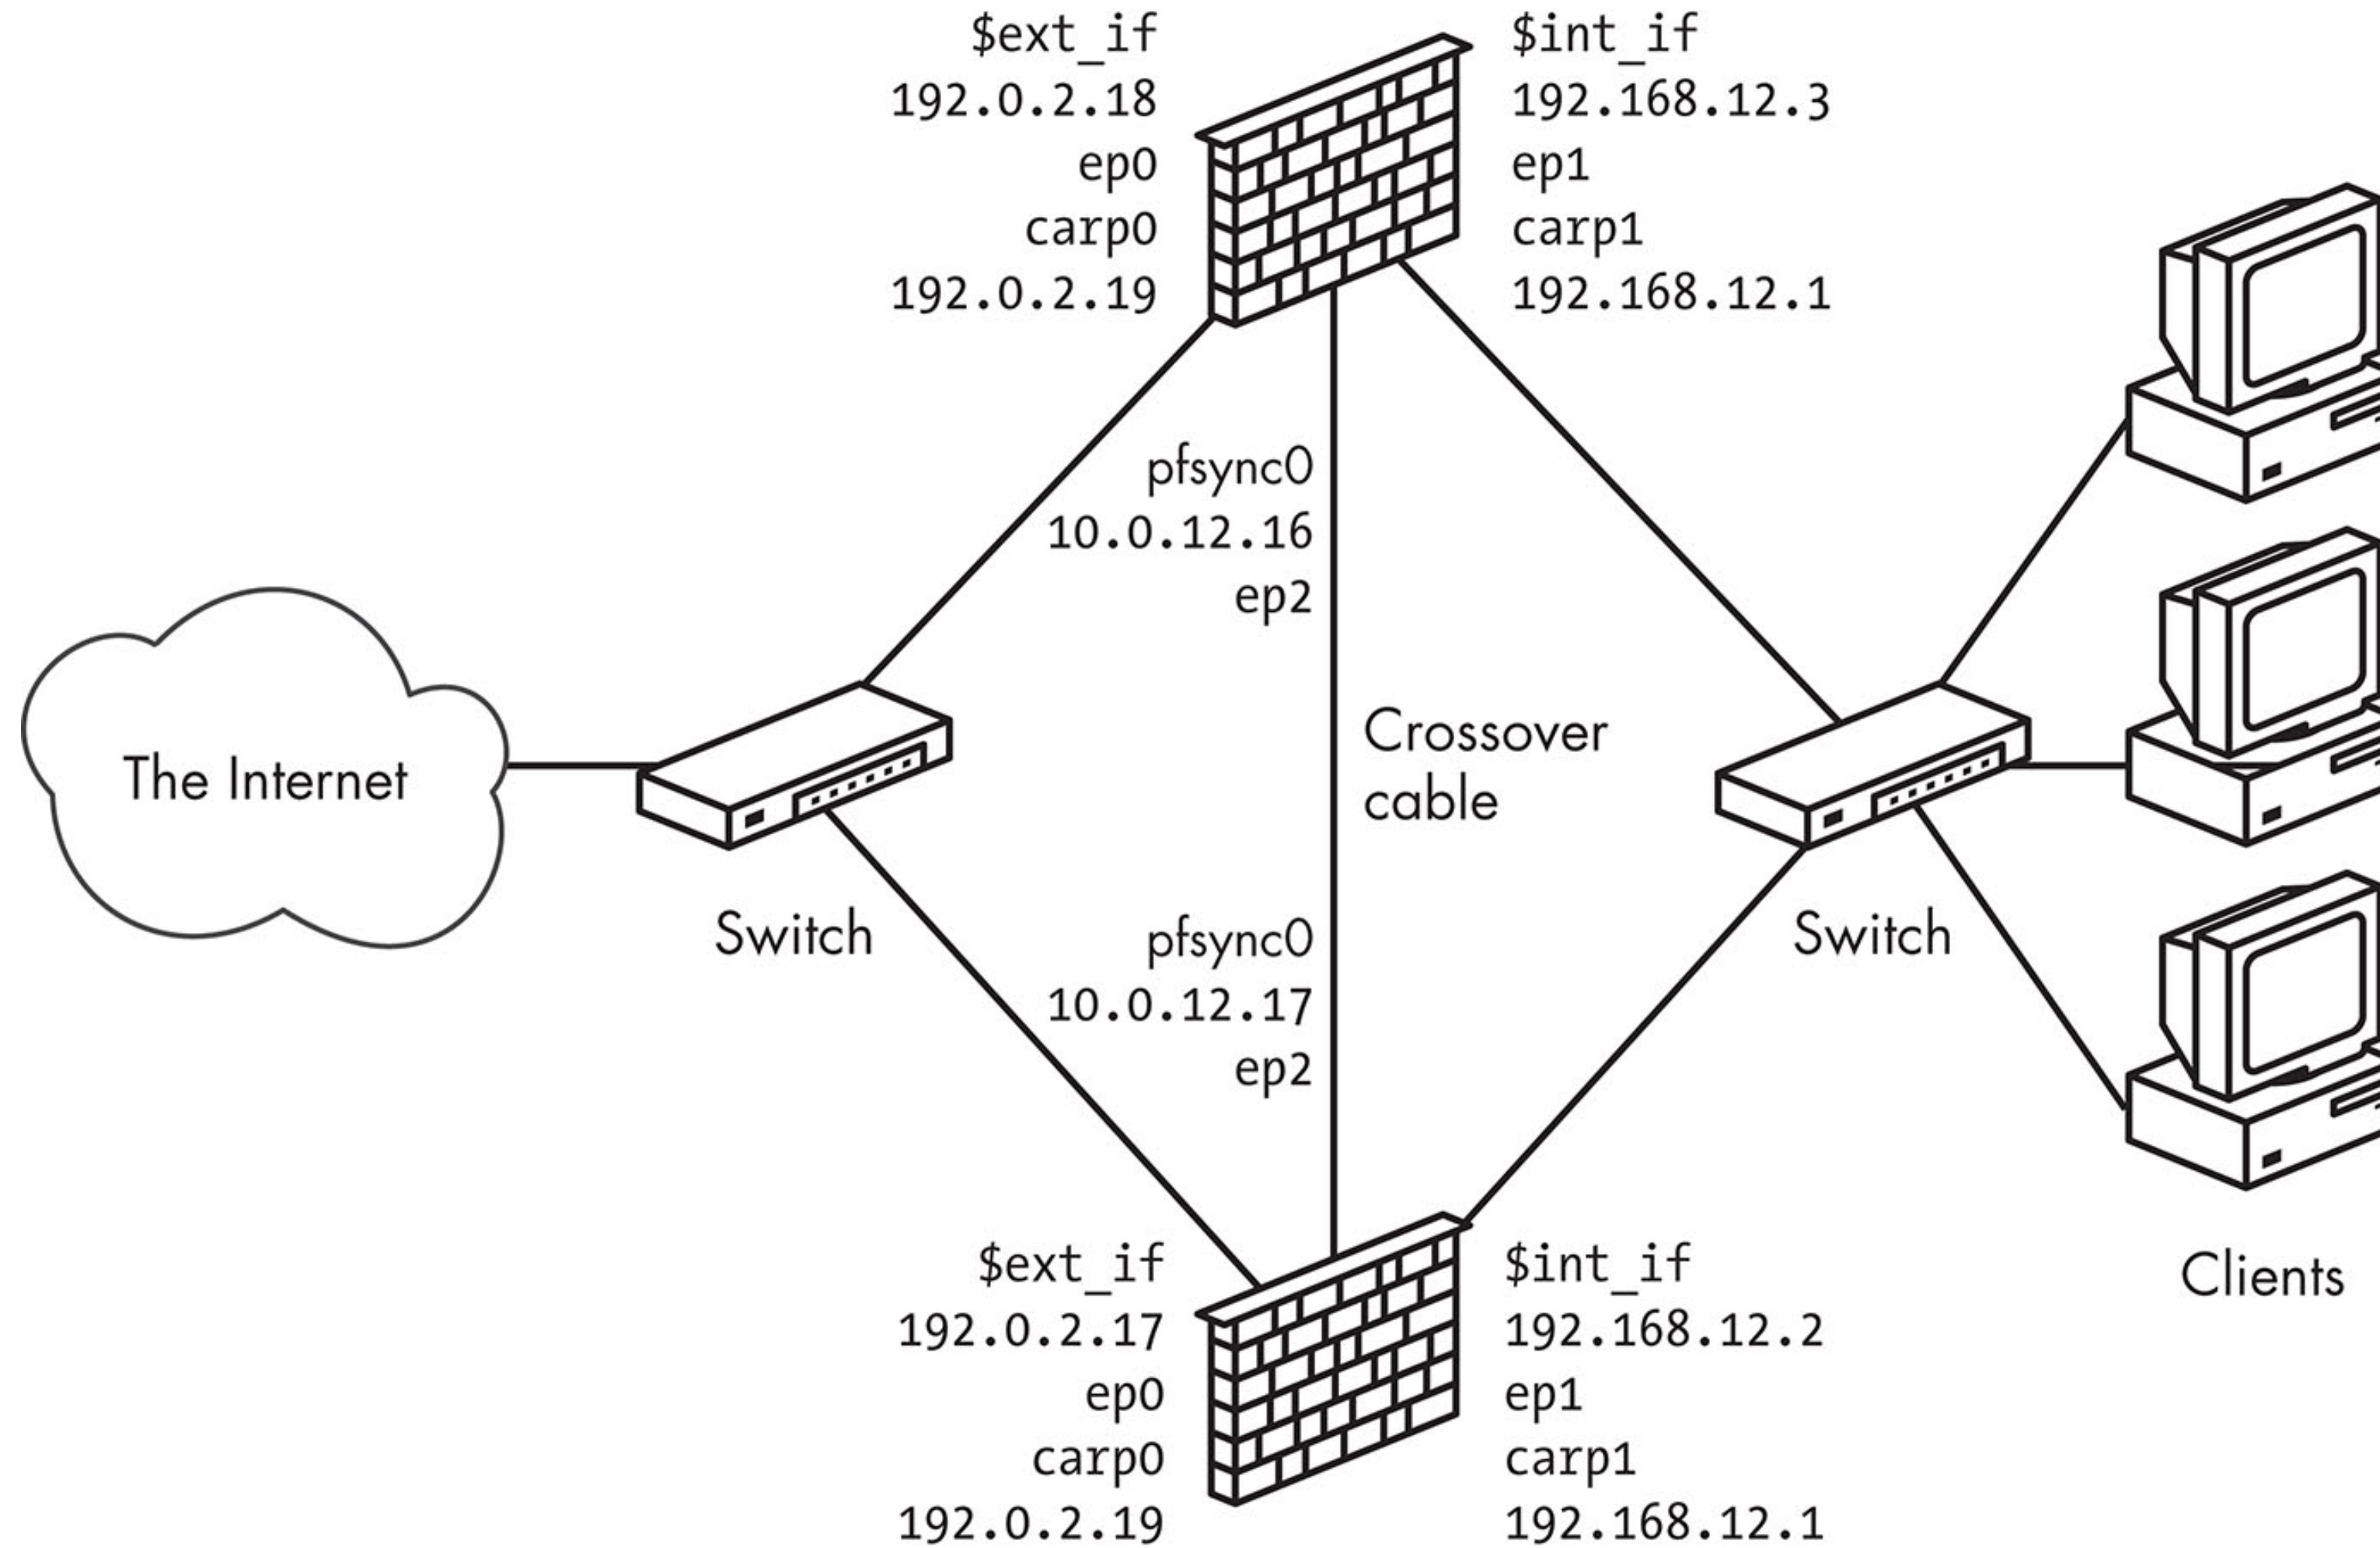 $ext_if
192.0.2.18
ep0
carp0
192.0.2.19
$int_if
192.168.12.3
ep1
carp1
192.168.12.1
pfsync0
10.0.12.16
ep2
The Internet
Switch
Crossover
cable
Switch
pfsync0
10.0.12.17
ep2
Clients
$ext_if
192.0.2.17
ep0
carp0
192.0.2.19
$int_if
192.168.12.2
ep1
carp1
192.168.12.1